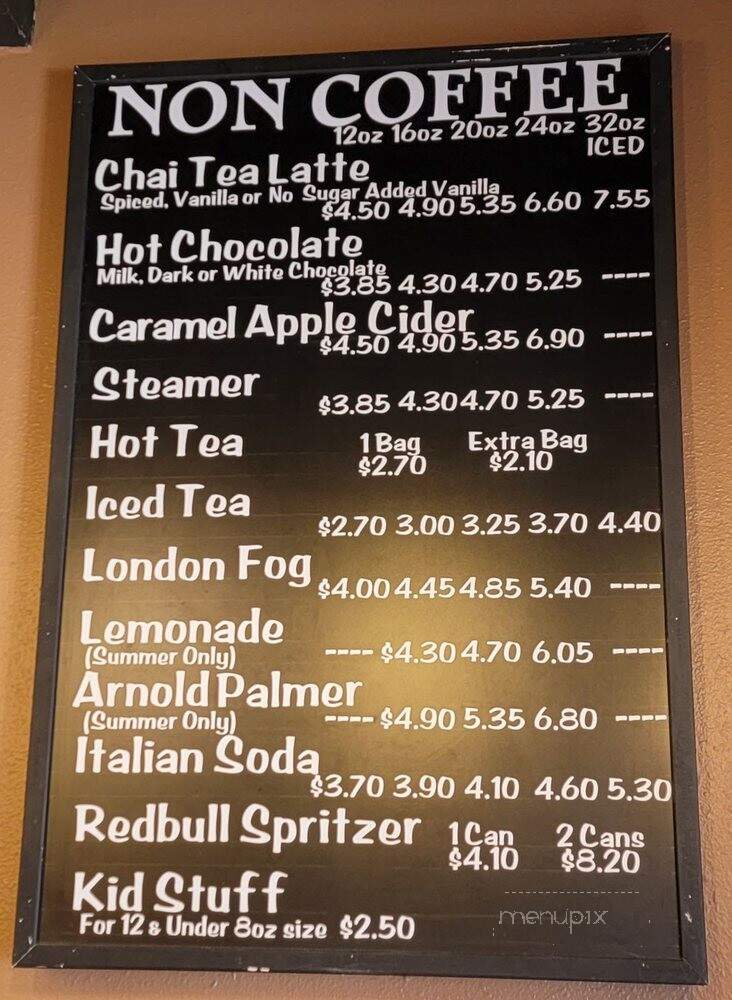 NON COFFEE
12oz 16oz 20oz 24oz 32oz
ICED
Chai Tea Latte
Spiced, Vanilla or No Sugar Added Vanilla
$4.50 4.90 5.35 6.60 7.55
Hot Chocolate
Milk, Dark or White Chocolate
$3.85 4.30 4.70 5.25 ----
Caramel Apple Cider
$4.50 4.90 5.35 6.90 ----
Steamer
$3.85 4.30 4.70 5.25 ----
Hot Tea 1 Bag Extra Bag
$2.70 $2.10
Iced Tea
$2.70 3.00 3.25 3.70 4.40
London Fog
$4.00 4.45 4.85 5.40 ----
Lemonade
(Summer Only) ---- $4.30 4.70 6.05 ----
Arnold Palmer
(Summer Only) ---- $4.90 5.35 6.80 ----
Italian Soda
$3.70 3.90 4.10 4.60 5.30
Redbull Spritzer 1 Can 2 Cans
$4.10 $8.20
Kid Stuff
For 12 & Under 8oz size $2.50
menupix